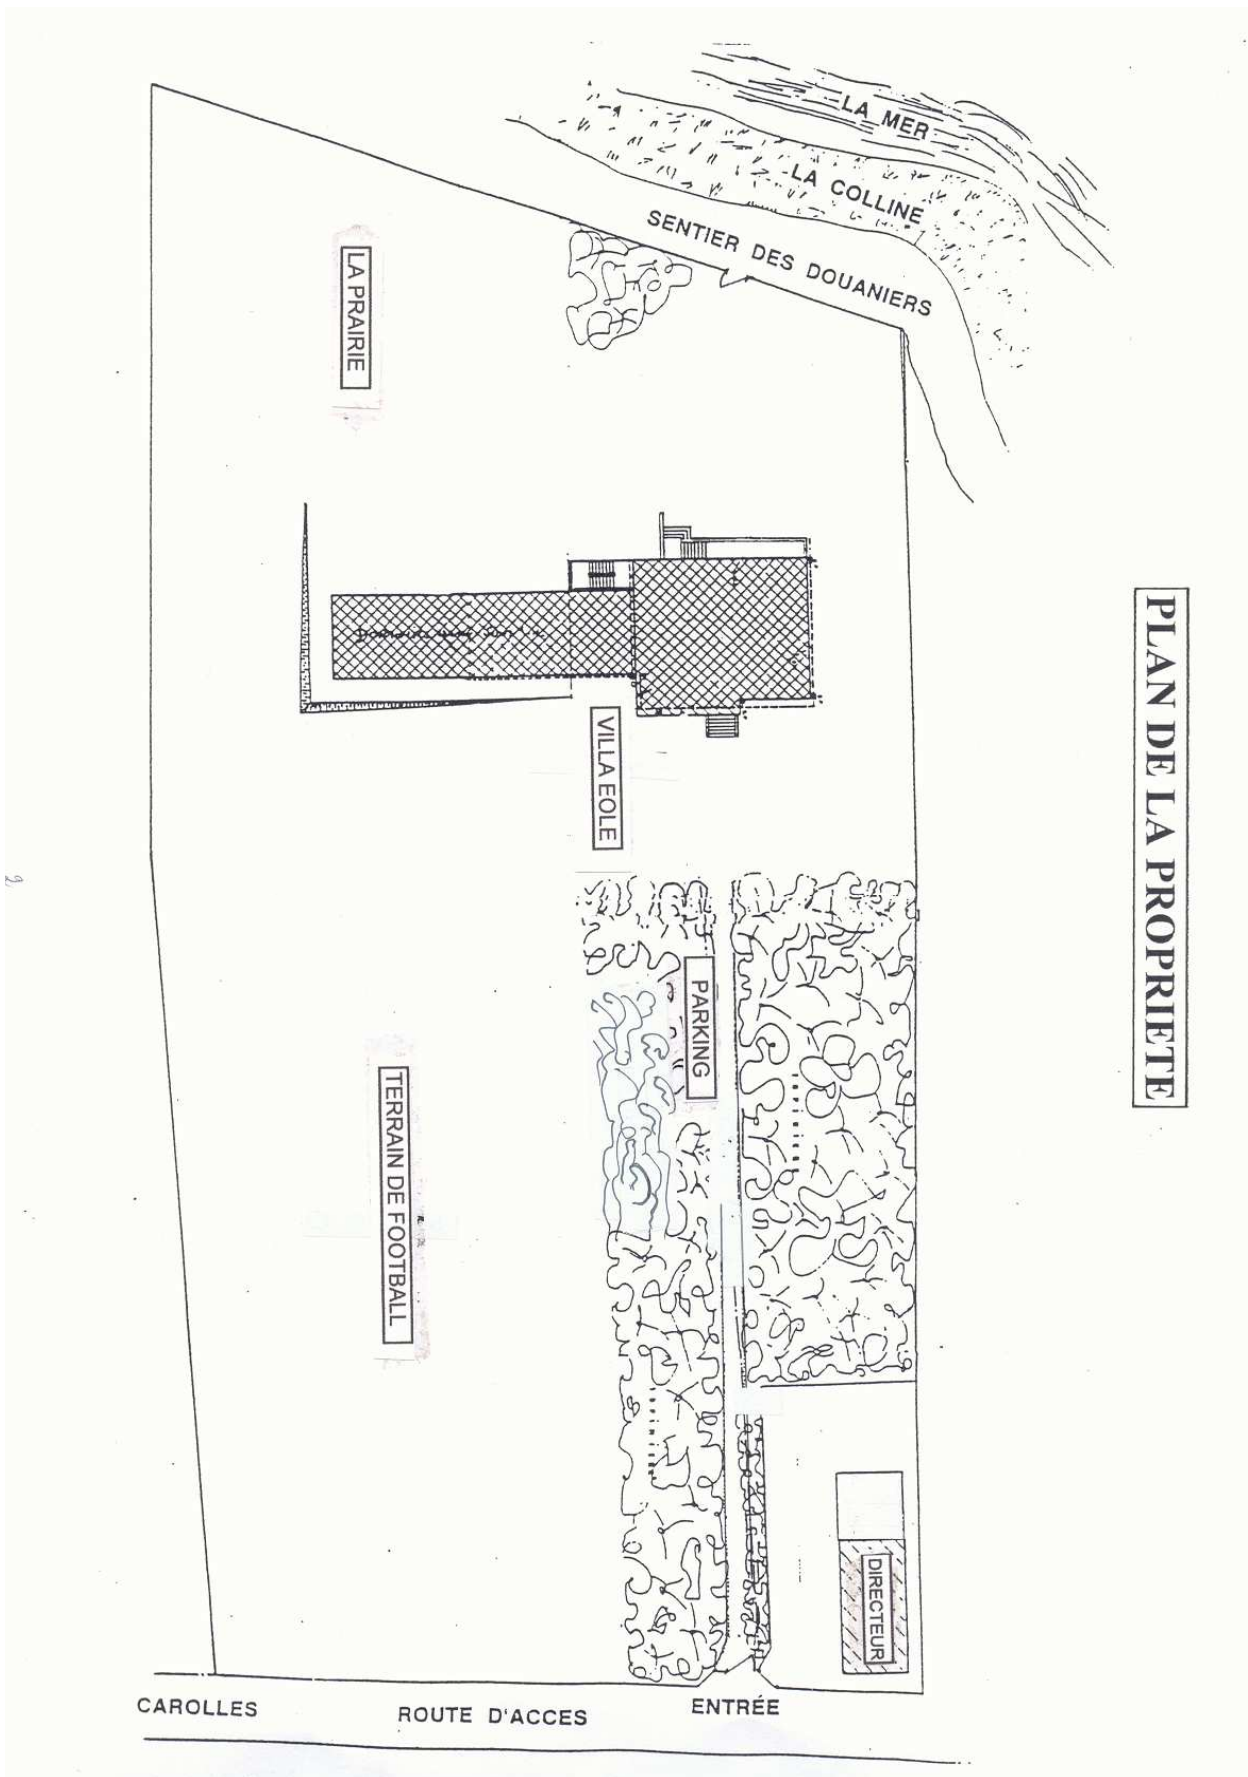 PLAN DE LA PROPRIETE
LA MER
LA COLLINE
SENTIER DES DOUANIERS
LA PRAIRIE
VILLA EOLE
PARKING
TERRAIN DE FOOTBALL
DIRECTEUR
CAROLLES
ROUTE D'ACCES
ENTRÉE
2